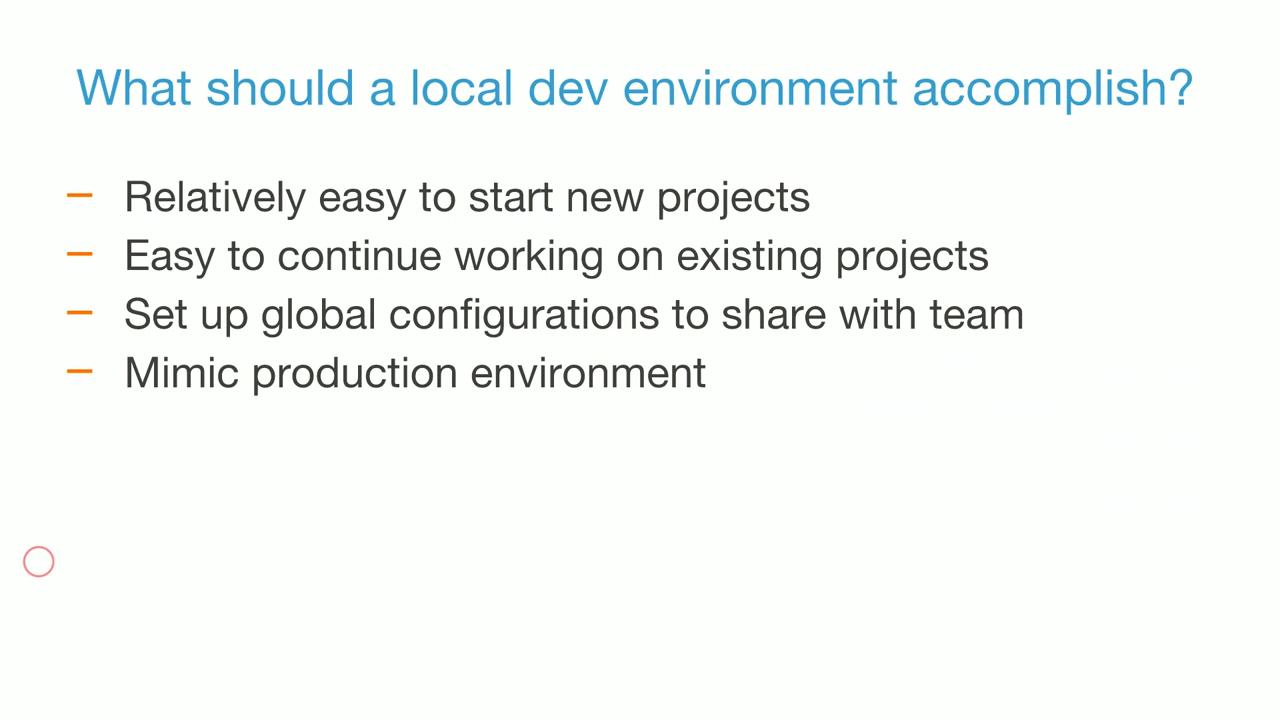 What should a local dev environment accomplish?
– Relatively easy to start new projects
– Easy to continue working on existing projects
– Set up global configurations to share with team
– Mimic production environment